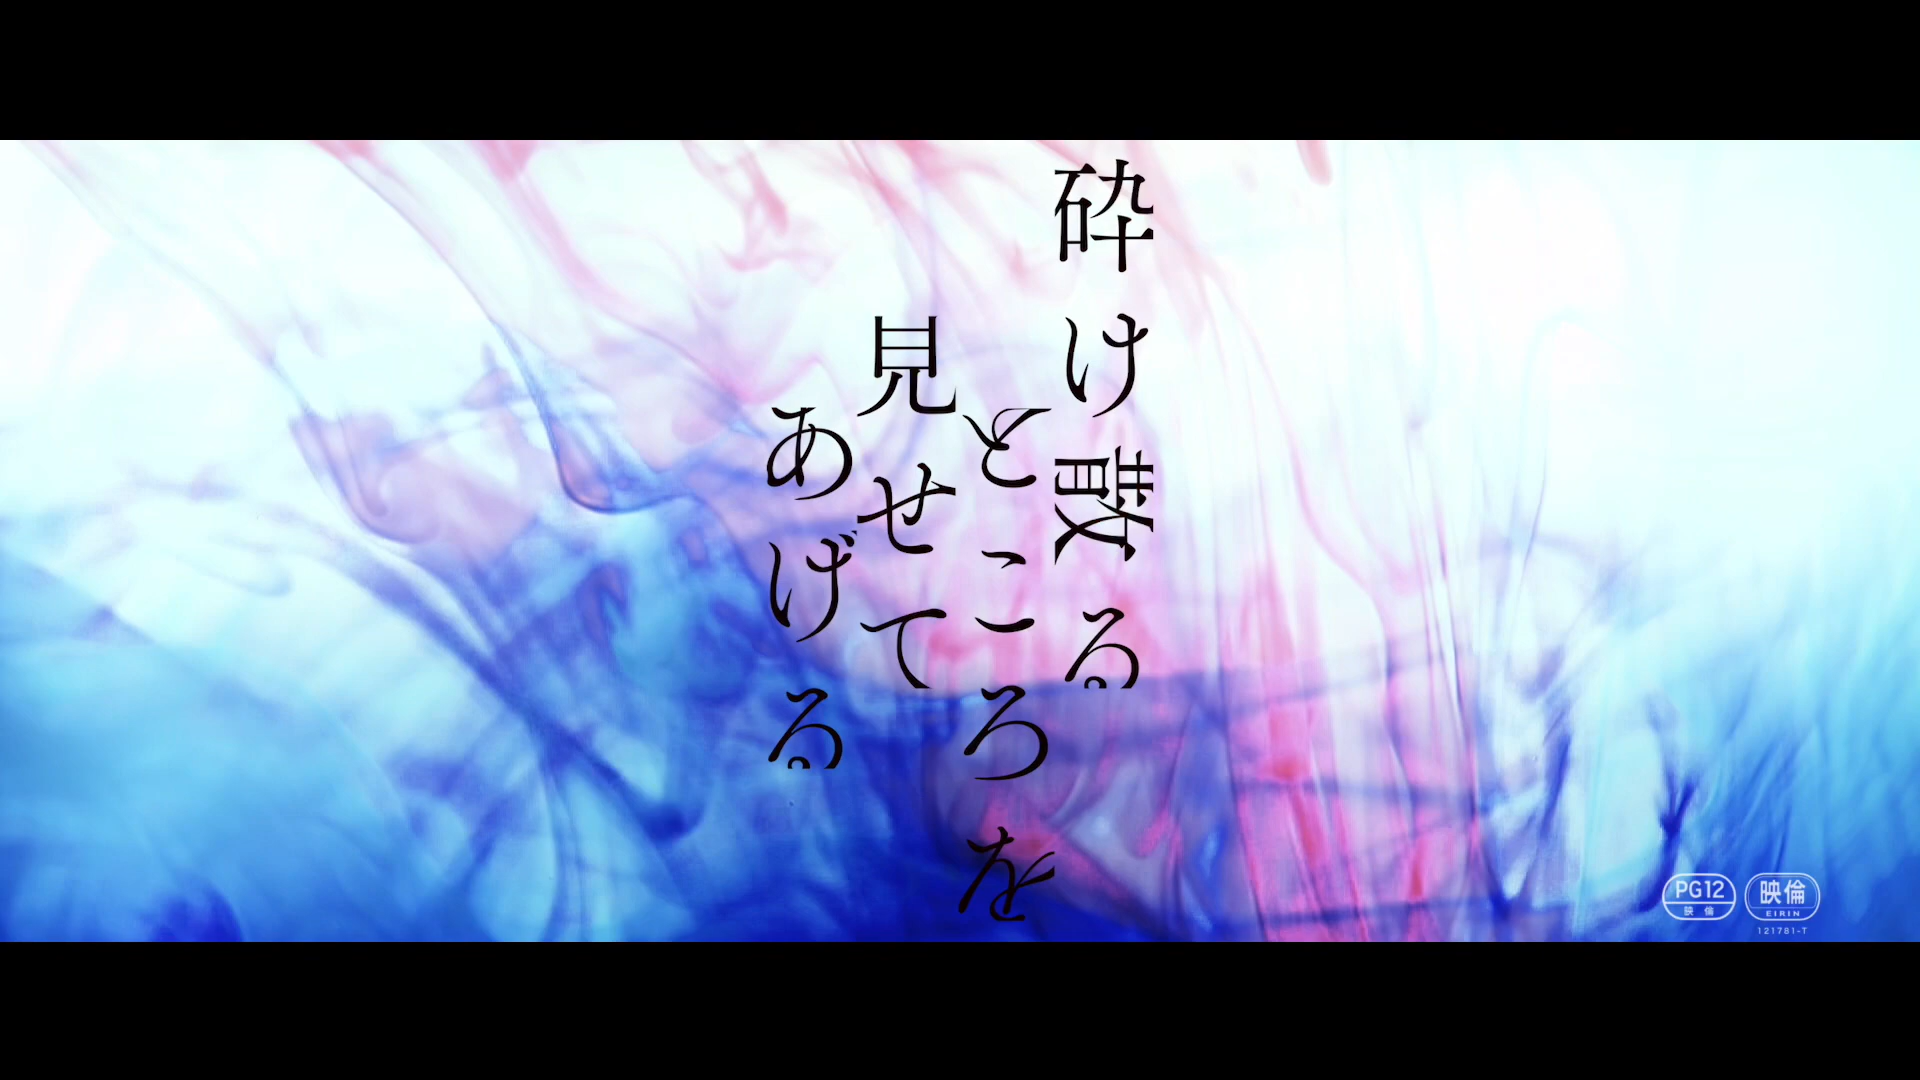 砕け散る
ところを
見せて
あげる
PG12
映倫
映倫
EIRIN
121781-T